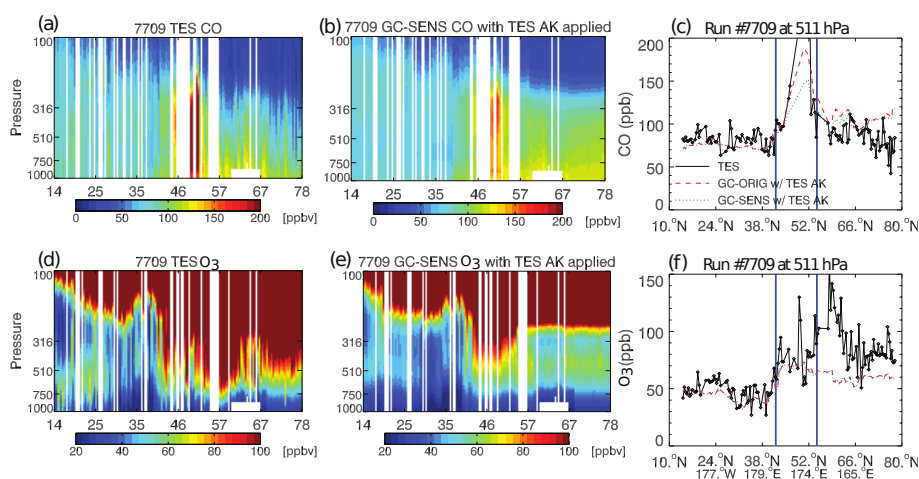 (a) 7709 TES CO
Pressure
100
316
510
750
1000
14 25 35 46 57 67 78
0 50 100 150 200 [ppbv]
(b) 7709 GC-SENS CO with TES AK applied
100
316
510
750
1000
14 25 35 46 57 67 78
0 50 100 150 200 [ppbv]
(c) Run #7709 at 511 hPa
CO (ppb)
200
150
100
50
0
TES
GC-ORIG w/ TES AK
GC-SENS w/ TES AK
10.°N 24.°N 38.°N 52.°N 66.°N 80.°N
(d) 7709 TES O3
Pressure
100
316
510
750
1000
14 25 35 46 57 67 78
20 40 60 80 100 [ppbv]
(e) 7709 GC-SENS O3 with TES AK applied
100
316
510
750
1000
14 25 35 46 57 67 78
20 40 60 80 100 [ppbv]
(f) Run #7709 at 511 hPa
O3(ppb)
150
100
50
0
10.°N 24.°N 38.°N 52.°N 66.°N 80.°N
177.°W 179.°E 174.°E 165.°E